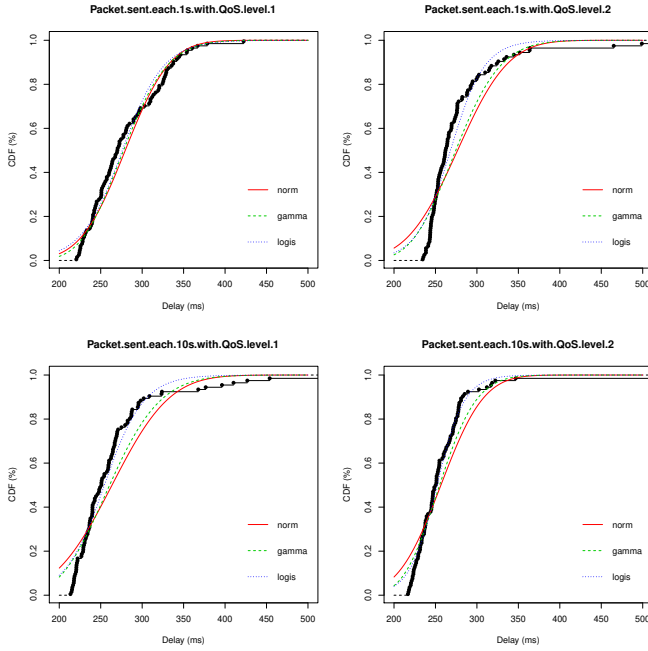 Packet.sent.each.1s.with.QoS.level.1
CDF (%)
1.0
0.8
0.6
0.4
0.2
0.0
norm
gamma
logis
200 250 300 350 400 450 500
Delay (ms)
Packet.sent.each.1s.with.QoS.level.2
CDF (%)
1.0
0.8
0.6
0.4
0.2
0.0
norm
gamma
logis
200 250 300 350 400 450 500
Delay (ms)
Packet.sent.each.10s.with.QoS.level.1
CDF (%)
1.0
0.8
0.6
0.4
0.2
0.0
norm
gamma
logis
200 250 300 350 400 450 500
Delay (ms)
Packet.sent.each.10s.with.QoS.level.2
CDF (%)
1.0
0.8
0.6
0.4
0.2
0.0
norm
gamma
logis
200 250 300 350 400 450 500
Delay (ms)